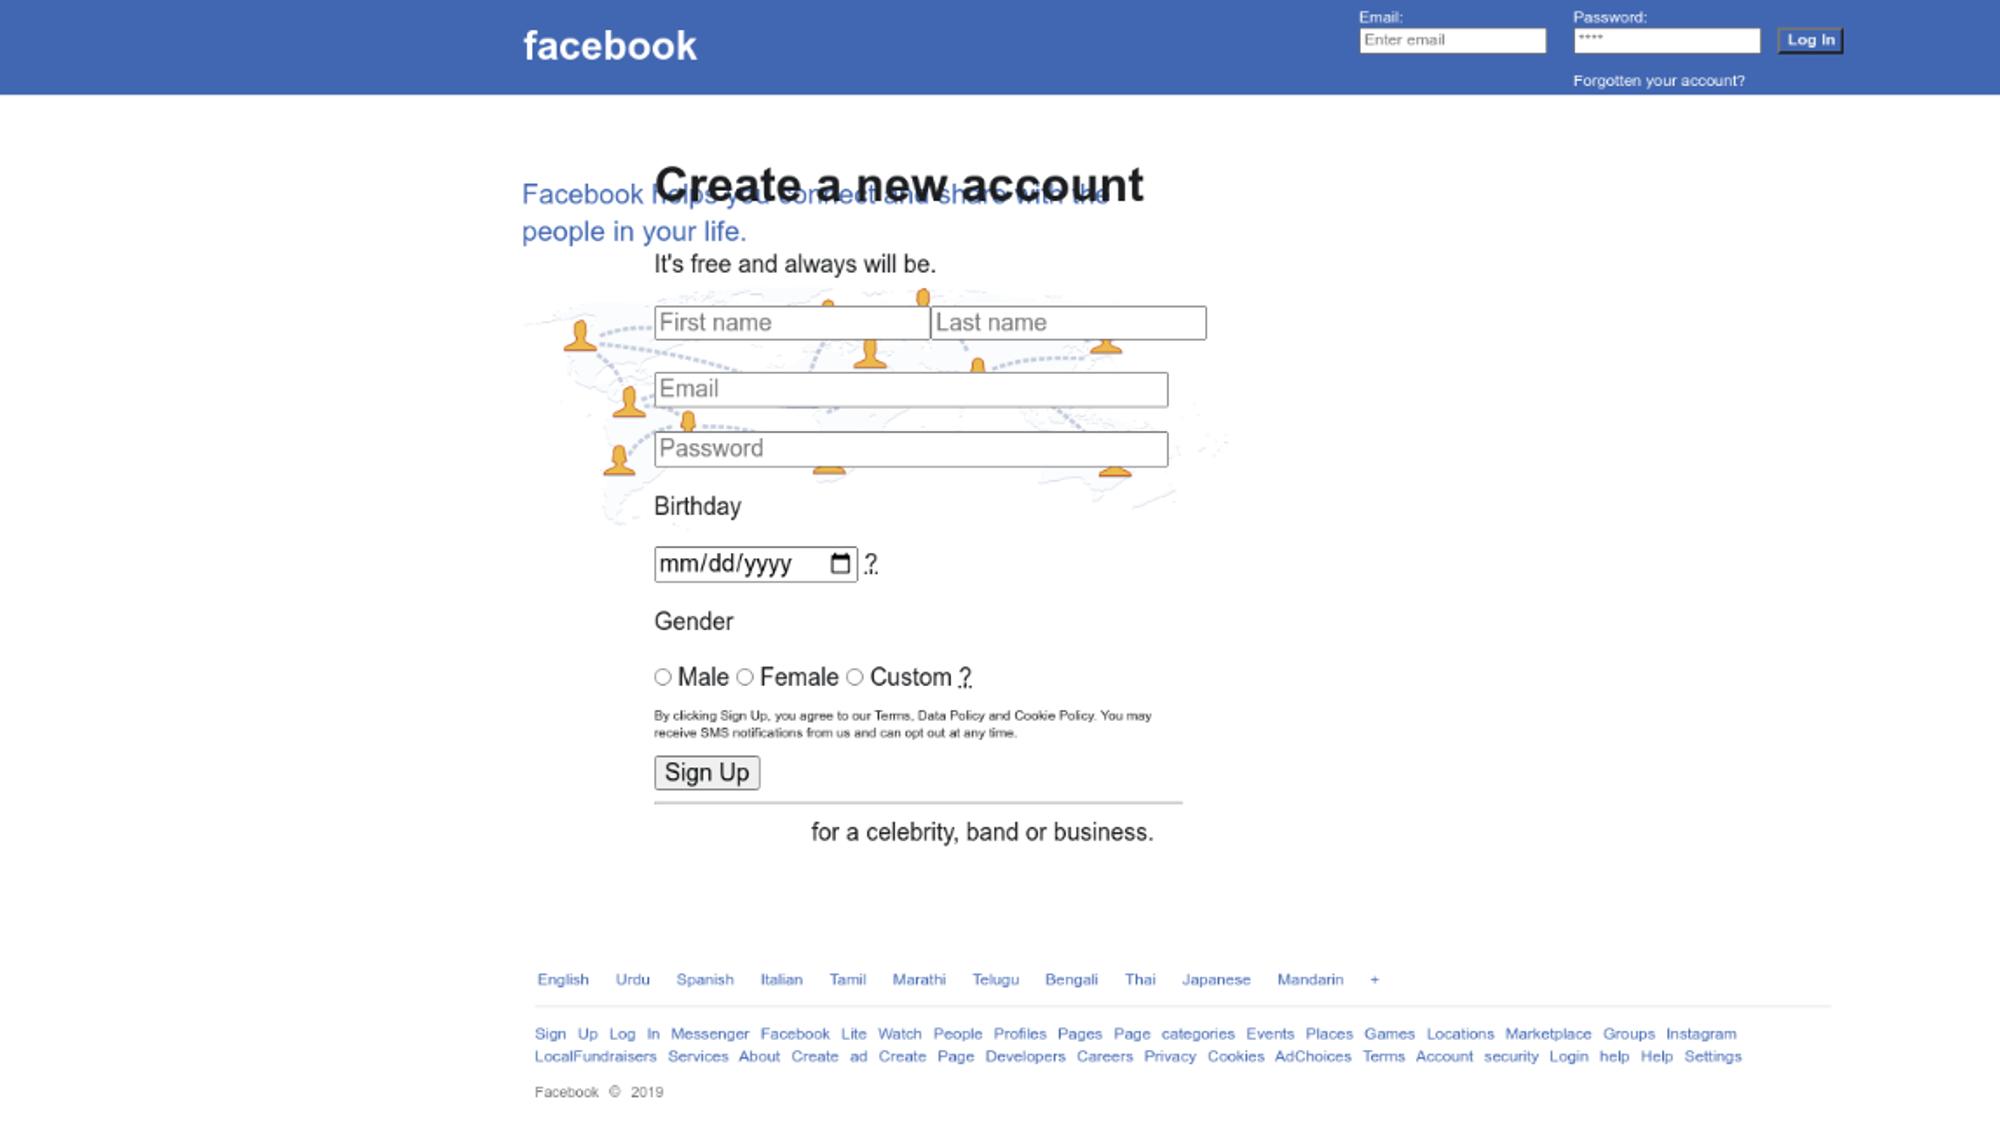 facebook
Email:
Enter email
Password:
****
Log In
Forgotten your account?
Create a new account
Facebook helps you connect and share with the
people in your life.
It's free and always will be.
First name Last name
Email
Password
Birthday
mm/dd/yyyy ?
Gender
Male Female Custom ?
By clicking Sign Up, you agree to our Terms, Data Policy and Cookie Policy. You may
receive SMS notifications from us and can opt out at any time.
Sign Up
for a celebrity, band or business.
English Urdu Spanish Italian Tamil Marathi Telugu Bengali Thai Japanese Mandarin +
Sign Up Log In Messenger Facebook Lite Watch People Profiles Pages Page categories Events Places Games Locations Marketplace Groups Instagram
LocalFundraisers Services About Create ad Create Page Developers Careers Privacy Cookies AdChoices Terms Account security Login help Help Settings
Facebook © 2019